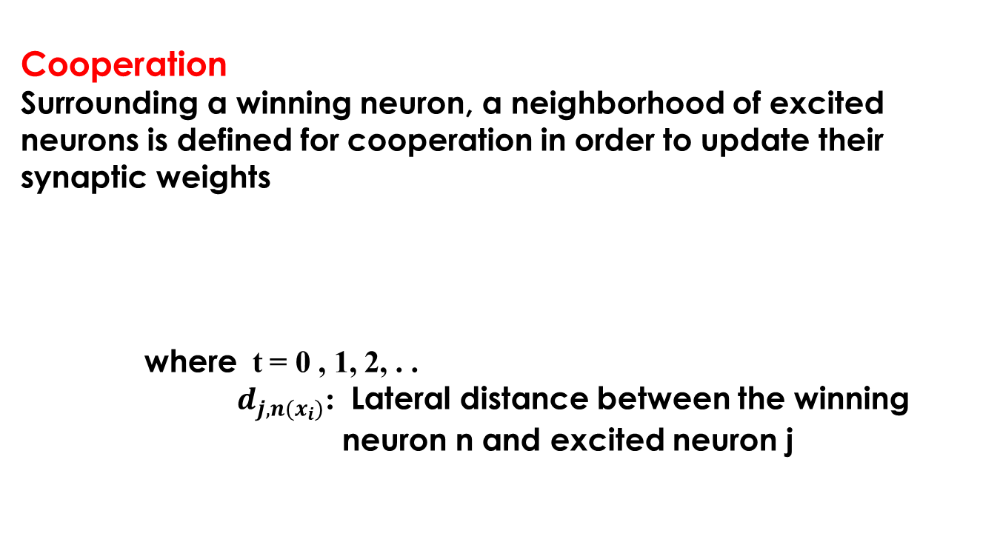 Cooperation
Surrounding a winning neuron, a neighborhood of excited
neurons is defined for cooperation in order to update their
synaptic weights
where t = 0 , 1, 2, . .
d_{j,n(x_i)}: Lateral distance between the winning
neuron n and excited neuron j